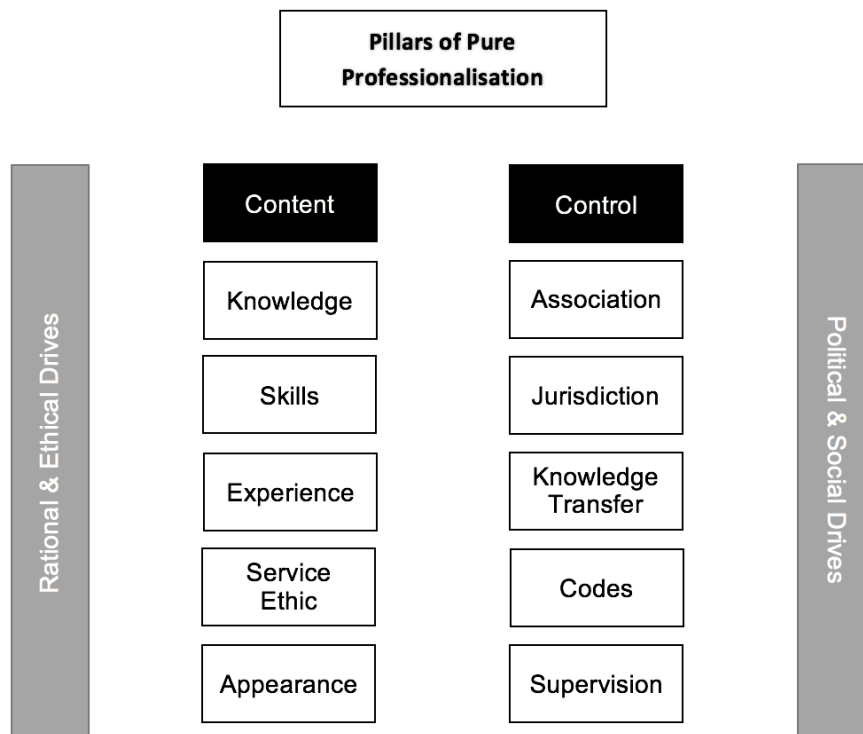 Pillars of Pure
Professionalisation
Rational & Ethical Drives
Content
Knowledge
Skills
Experience
Service
Ethic
Appearance
Control
Association
Jurisdiction
Knowledge
Transfer
Codes
Supervision
Political & Social Drives